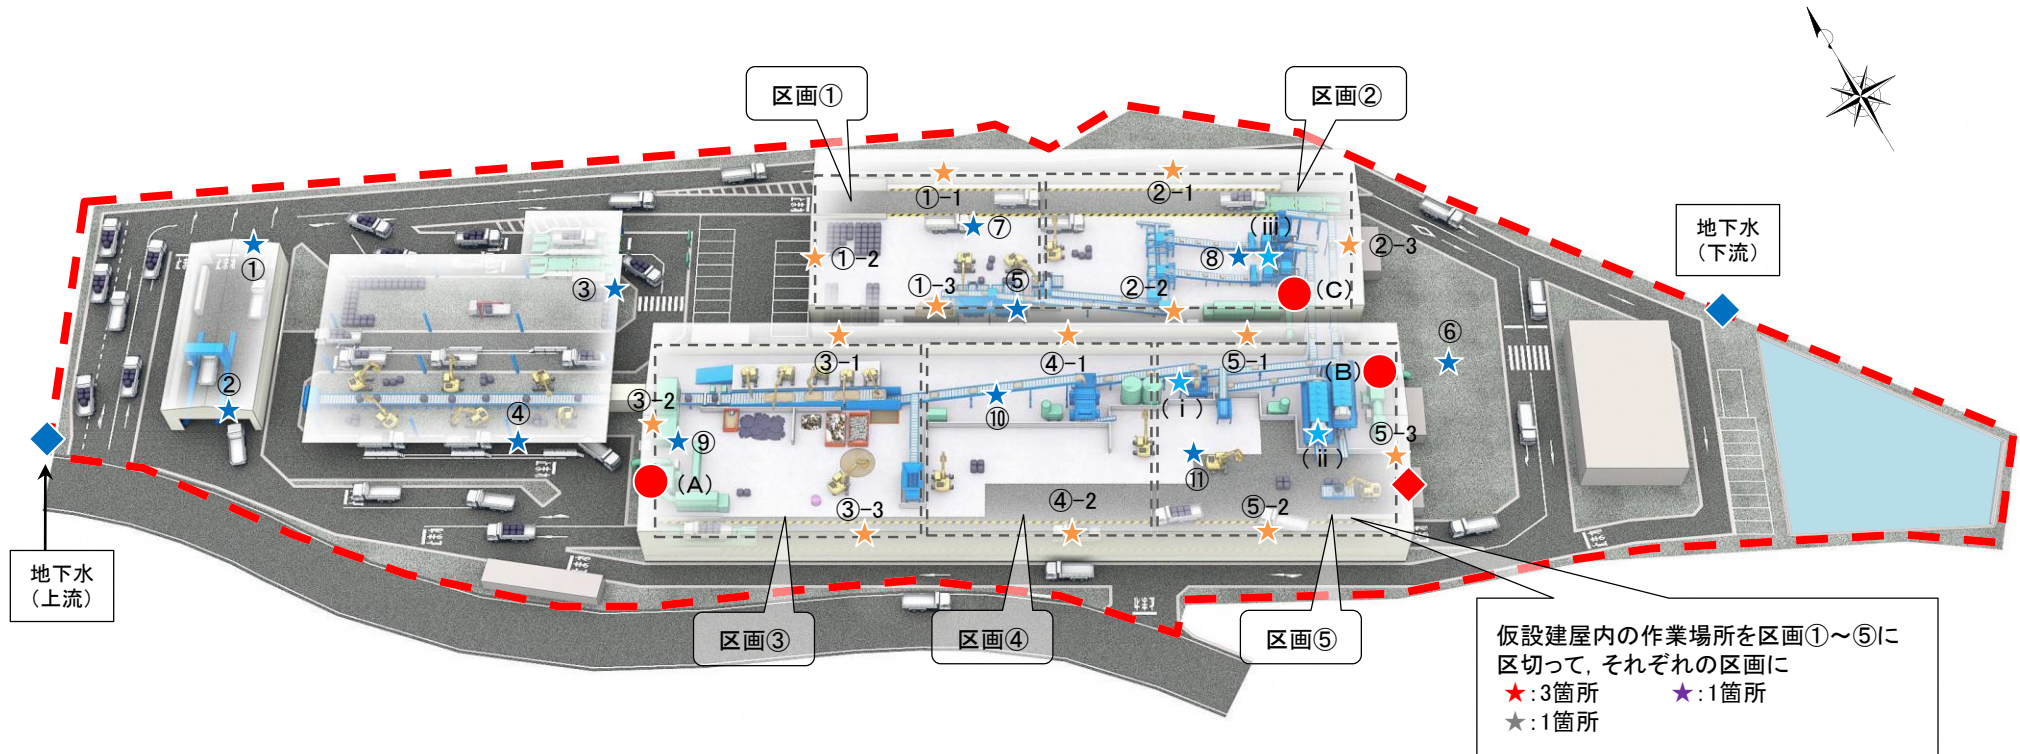 区画①
区画②
①-1
②-1
地下水
(下流)
(ⅲ)
⑦
①
①-2
⑧
②-3
③
①-3
⑤
②-2
(C)
③-1
④-1
⑤-1
⑥
(B)
③-2
(ⅰ)
②
⑩
④
⑨
⑤-3
(ⅱ)
⑪
(A)
④-2
③-3
⑤-2
地下水
(上流)
区画③
区画④
区画⑤
仮設建屋内の作業場所を区画①~⑤に
区切って, それぞれの区画に
★:3箇所 ★:1箇所
★:1箇所